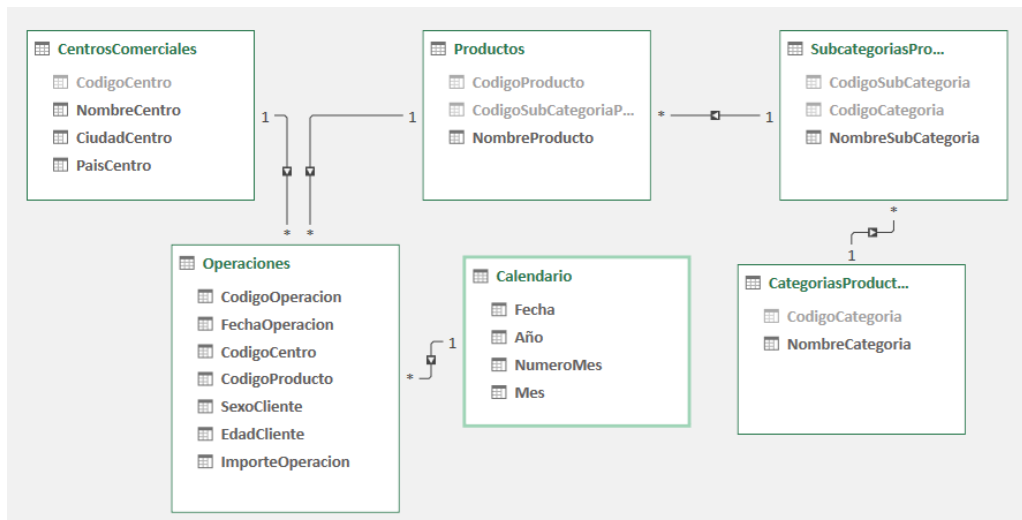 CentrosComerciales
CodigoCentro
NombreCentro
CiudadCentro
PaisCentro
1
1
Productos
CodigoProducto
CodigoSubCategoriaP...
NombreProducto
*
1
SubcategoriasPro...
CodigoSubCategoria
CodigoCategoria
NombreSubCategoria
*
*
*
1
Operaciones
CodigoOperacion
FechaOperacion
CodigoCentro
CodigoProducto
SexoCliente
EdadCliente
ImporteOperacion
*
1
Calendario
Fecha
Año
NumeroMes
Mes
CategoriasProduct...
CodigoCategoria
NombreCategoria